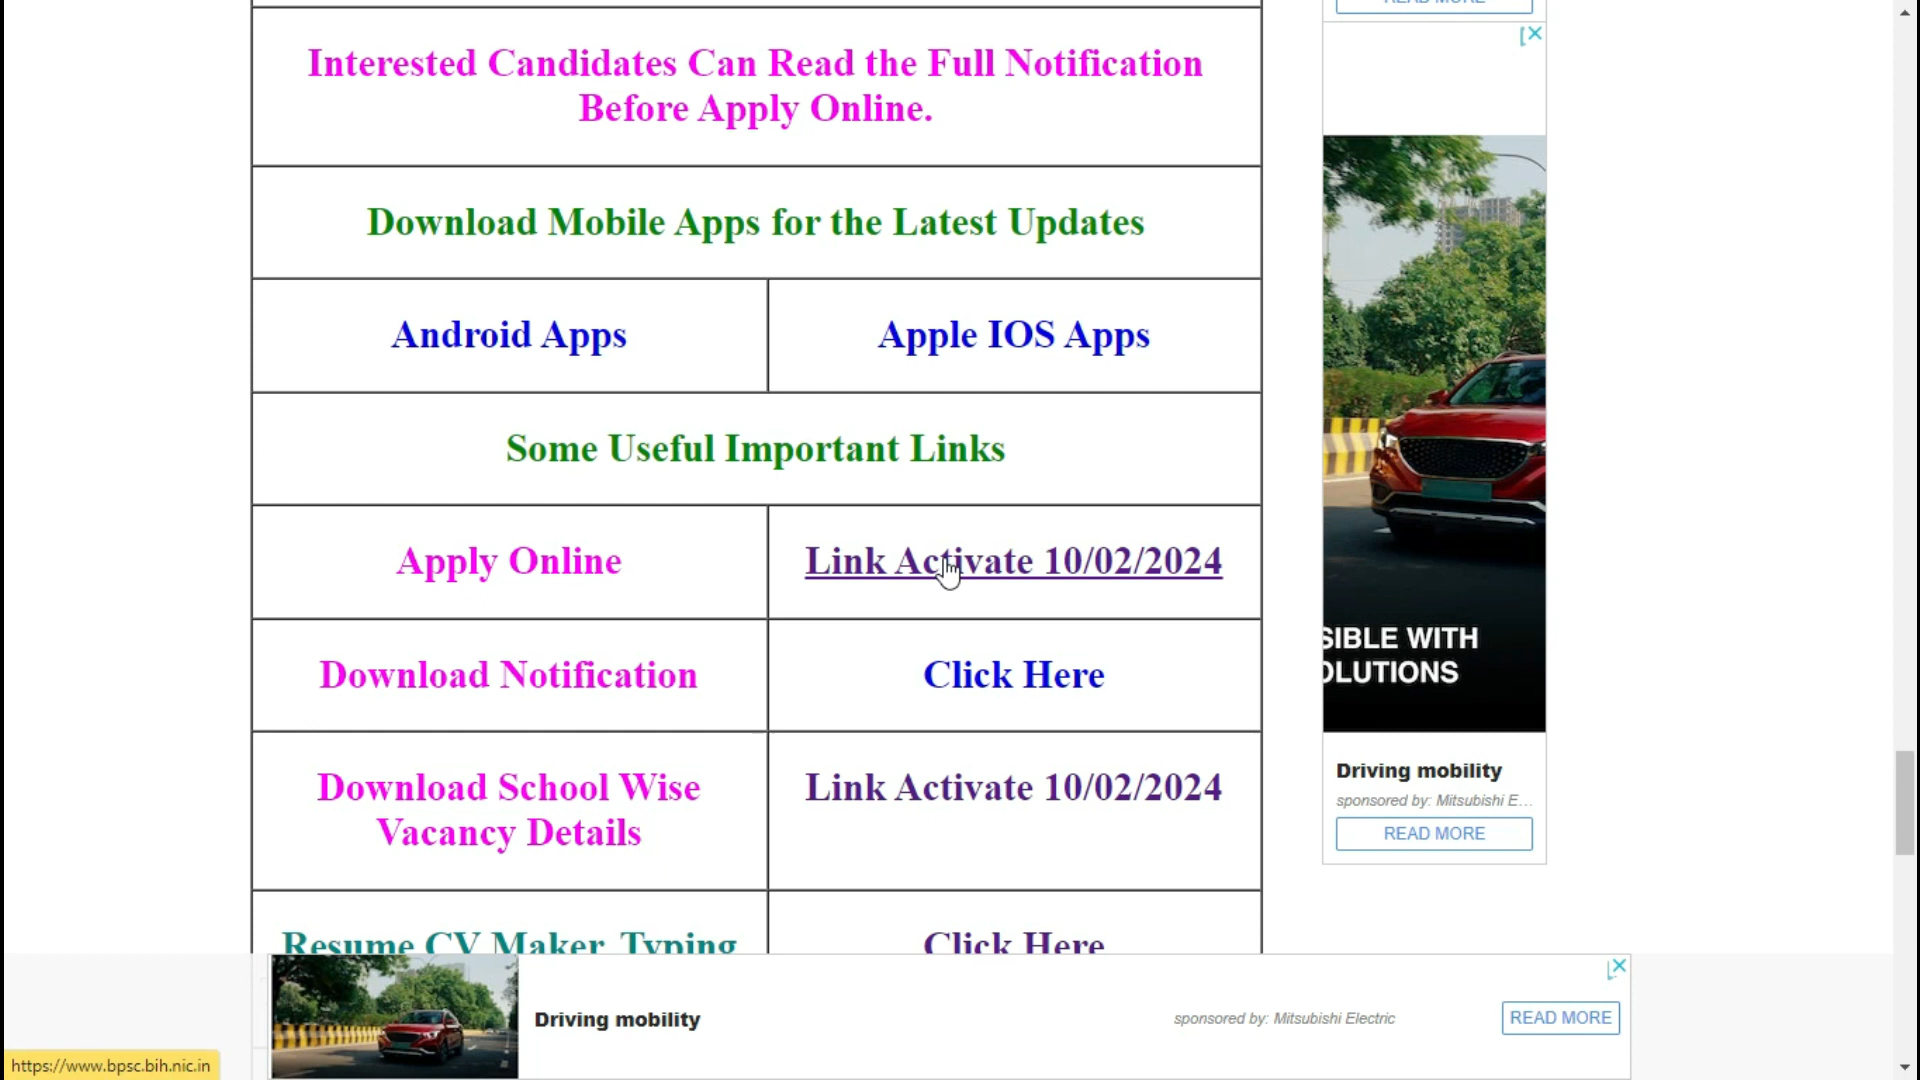 READ MORE
Interested Candidates Can Read the Full Notification
Before Apply Online.
Download Mobile Apps for the Latest Updates
Android Apps
Apple IOS Apps
Some Useful Important Links
Apply Online
Link Activate 10/02/2024
Download Notification
Click Here
Download School Wise
Vacancy Details
Link Activate 10/02/2024
Resume CV Maker, Typing
Click Here
SIBLE WITH
OLUTIONS
Driving mobility
sponsored by: Mitsubishi E...
READ MORE
Driving mobility
sponsored by: Mitsubishi Electric
READ MORE
https://www.bpsc.bih.nic.in